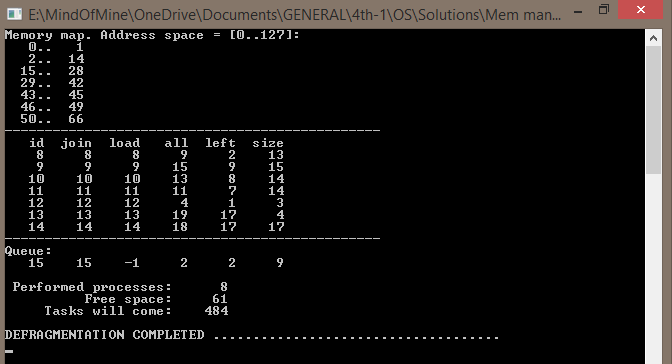 E:\MindOfMine\OneDrive\Documents\GENERAL\4th-1\OS\Solutions\Mem man...
Memory map. Address space = [0..127]:
0.. 1
2.. 14
15.. 28
29.. 42
43.. 45
46.. 49
50.. 66
id join load all left size
8 8 8 9 2 13
9 9 9 15 9 15
10 10 10 13 8 14
11 11 11 11 7 14
12 12 12 4 1 3
13 13 13 19 17 4
14 14 14 18 17 17
Queue:
15 15 -1 2 2 9
Performed processes: 8
Free space: 61
Tasks will come: 484
DEFRAGMENTATION COMPLETED ...................................